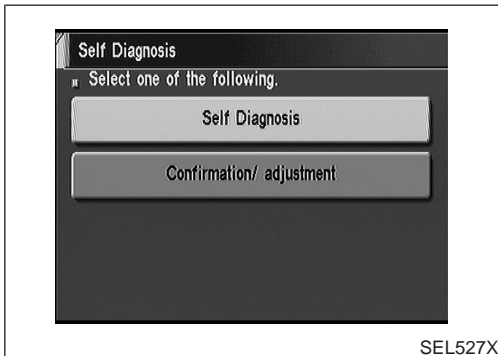 Self Diagnosis
Select one of the following.
Self Diagnosis
Confirmation/ adjustment
SEL527X